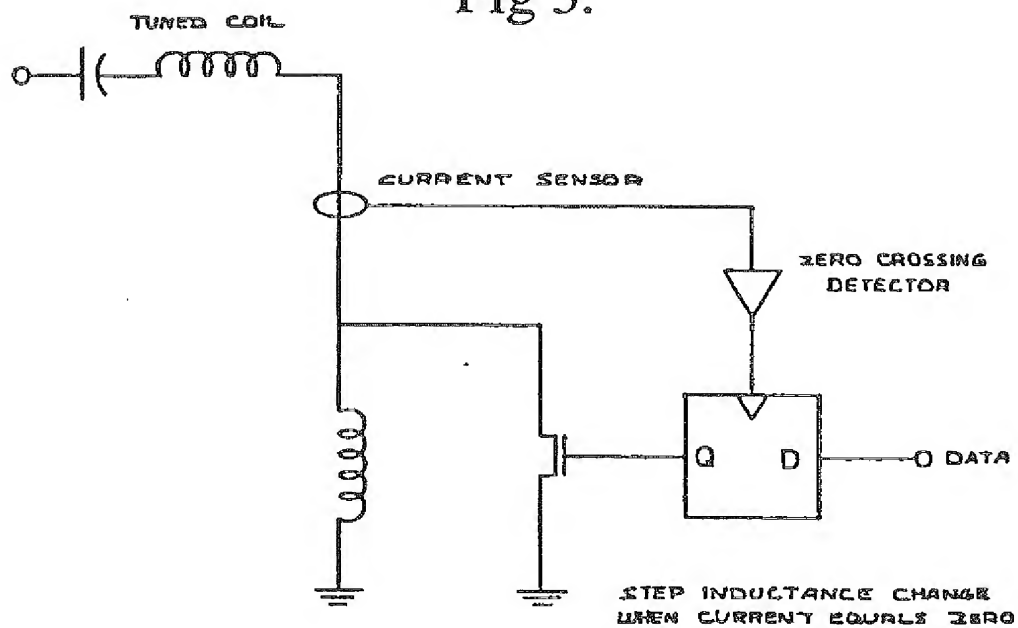 Fig 5.
TUNED COIL
CURRENT SENSOR
ZERO CROSSING
DETECTOR
Q D
DATA
STEP INDUCTANCE CHANGE
WHEN CURRENT EQUALS ZERO